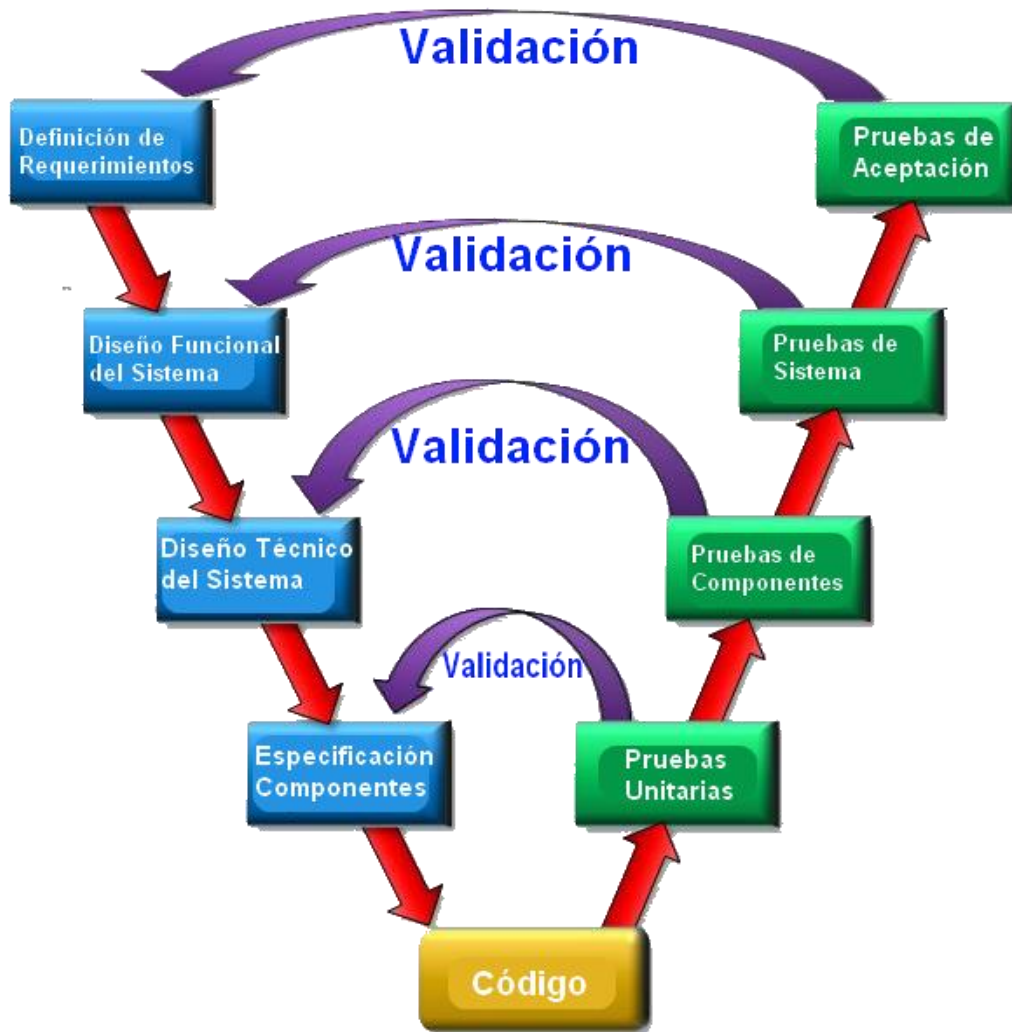 Validación
Definición de
Requerimientos
Pruebas de
Aceptación
Validación
Diseño Funcional
del Sistema
Pruebas de
Sistema
Validación
Diseño Técnico
del Sistema
Pruebas de
Componentes
Validación
Especificación
Componentes
Pruebas
Unitarias
Código